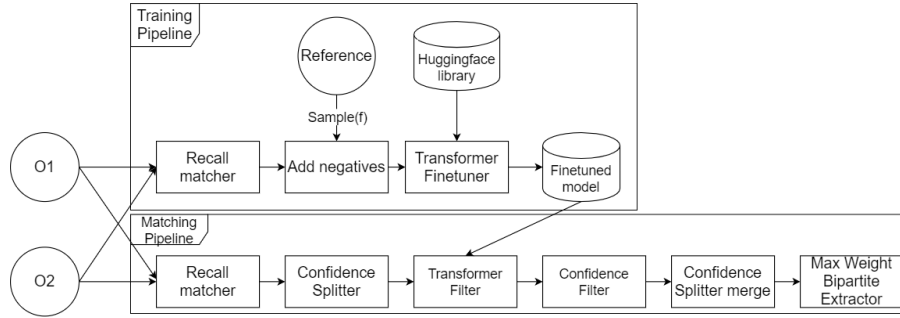 Training
Pipeline
Reference
Huggingface
library
Sample(f)
O1
Recall
matcher
Add negatives
Transformer
Finetuner
Finetuned
model
Matching
Pipeline
O2
Recall
matcher
Confidence
Splitter
Transformer
Filter
Confidence
Filter
Confidence
Splitter merge
Max Weight
Bipartite
Extractor